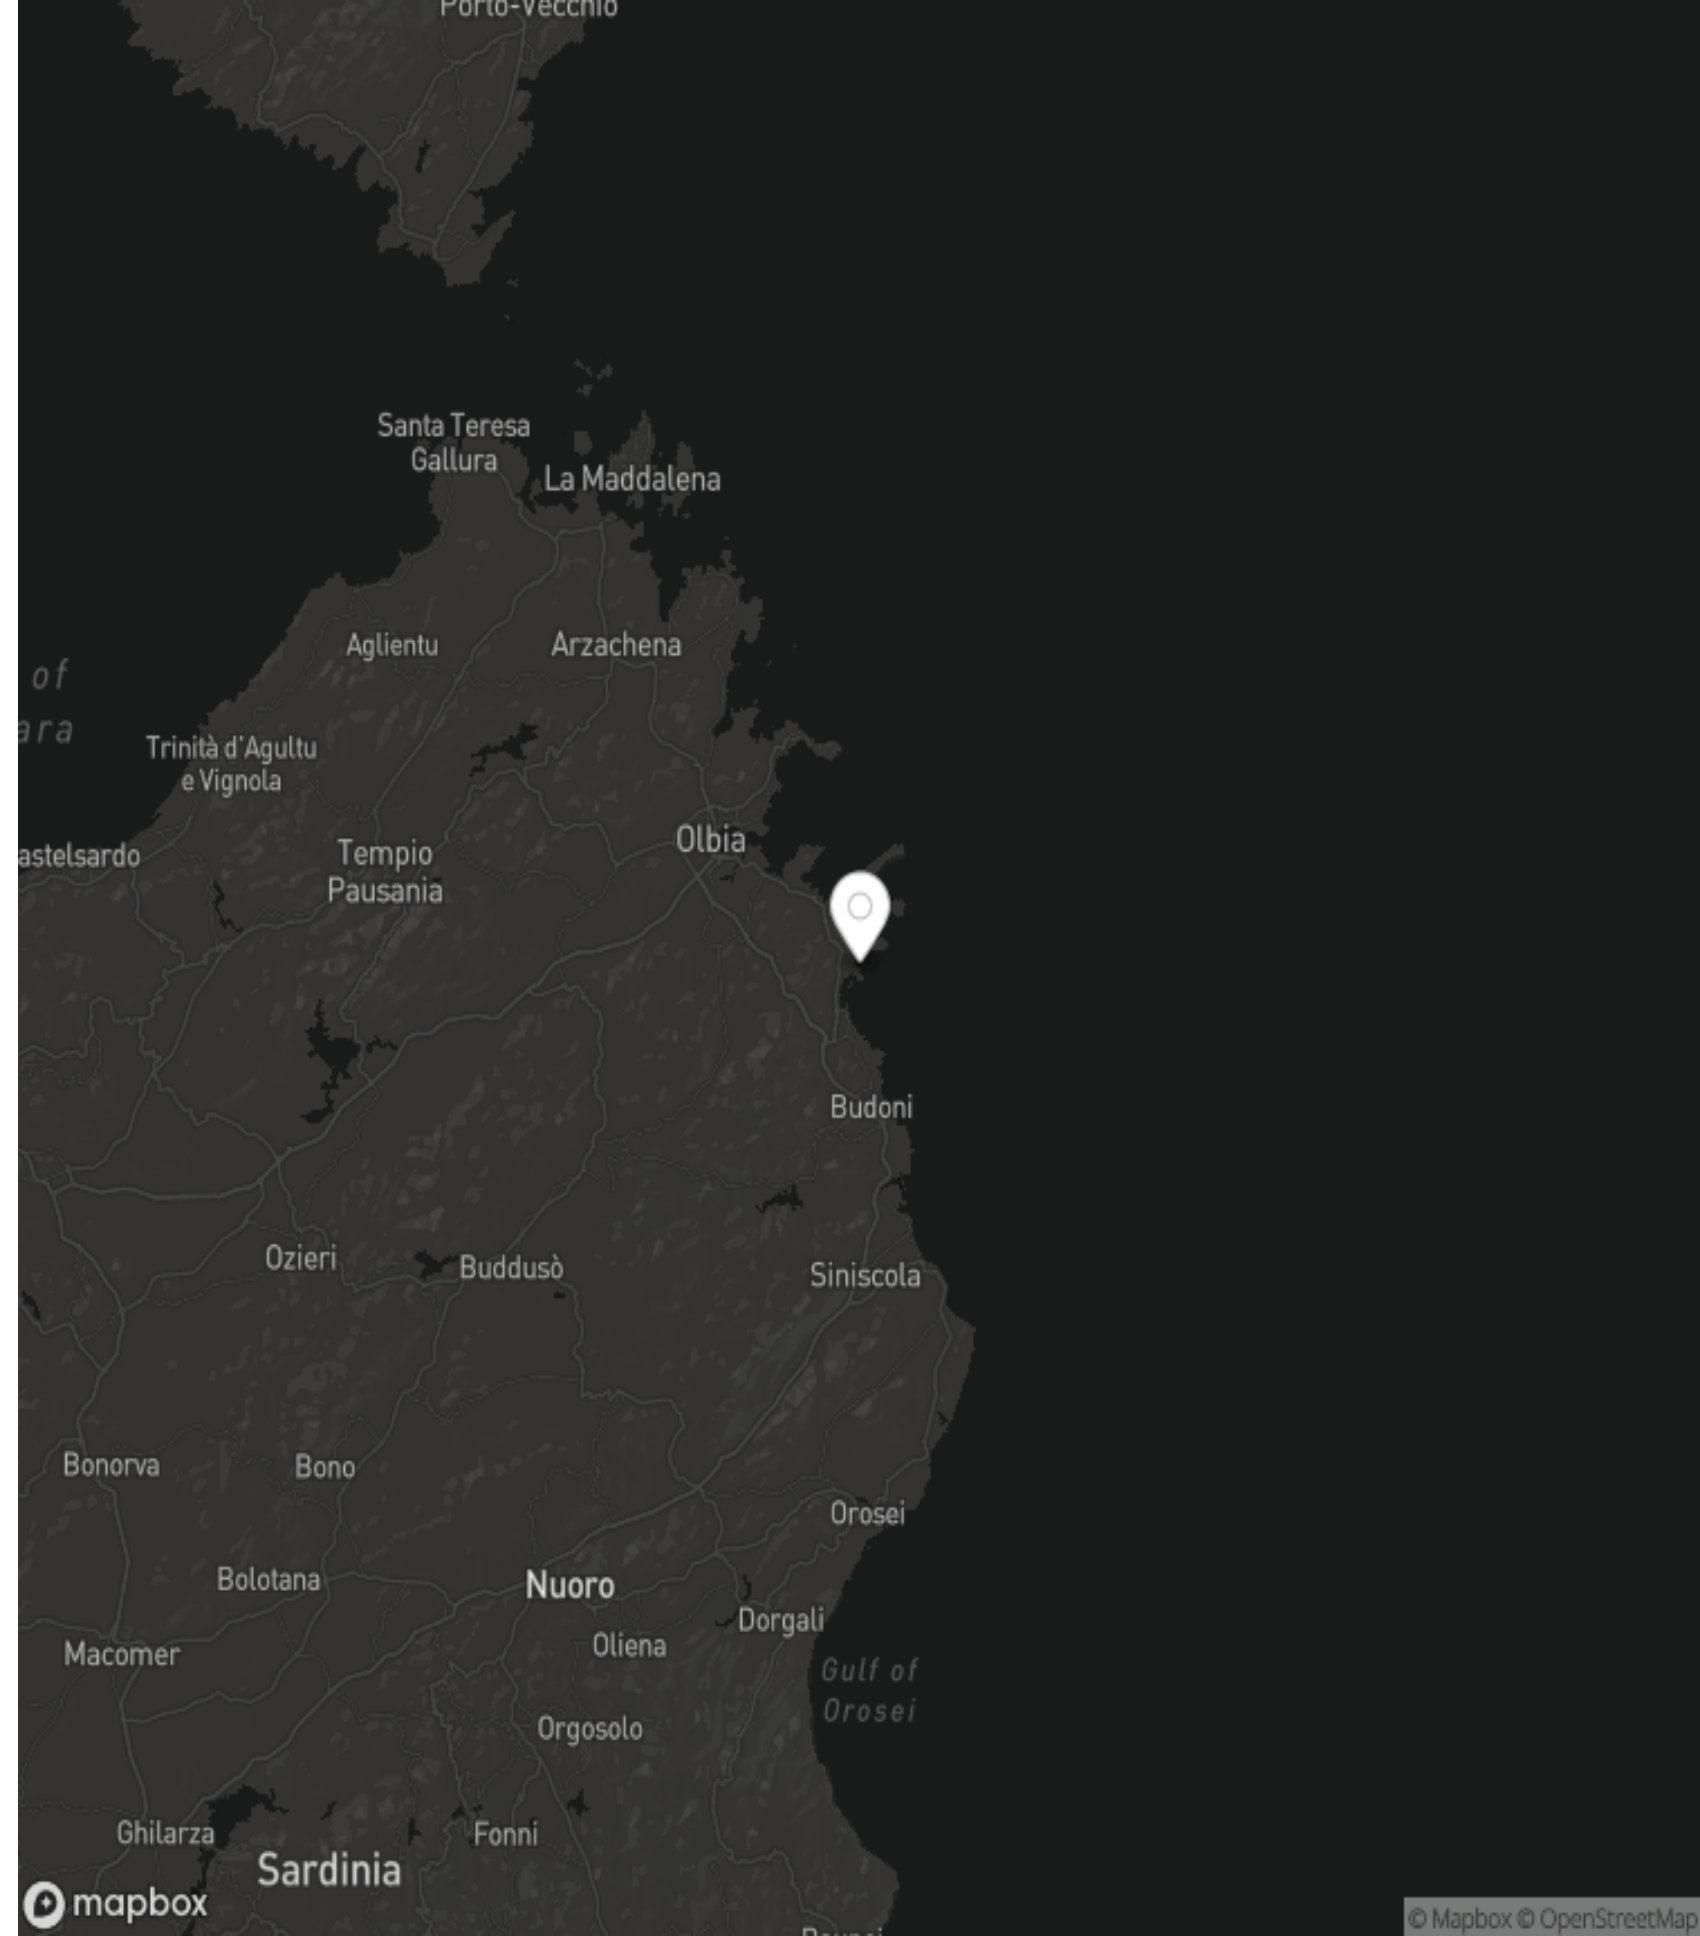 Porto-Vecchio
Santa Teresa
Gallura
La Maddalena
Aglientu
Arzachena
of
ara
Trinità d'Agultu
e Vignola
Olbia
astelsardo
Tempio
Pausania
Budoni
Ozieri
Buddusò
Siniscola
Bonorva
Bono
Orosei
Bolotana
Nuoro
Dorgali
Oliena
Macomer
Gulf of
Orosei
Orgosolo
Ghilarza
Fonni
Sardinia
mapbox
© Mapbox © OpenStreetMap